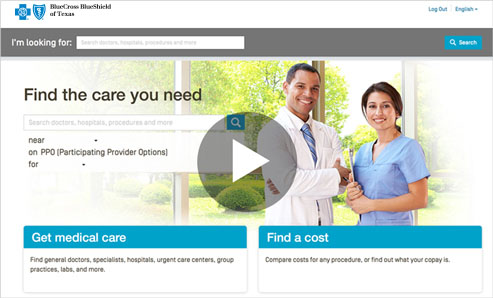 BlueCross BlueShield
of Texas
Log Out
English
I'm looking for:
Search doctors, hospitals, procedures and more
Search
Find the care you need
Search doctors, hospitals, procedures and more
near
on PPO [Participating Provider Options]
for
Get medical care
Find general doctors, specialists, hospitals, urgent care centers, group
practices, labs, and more.
Find a cost
Compare costs for any procedure, or find out what your copay is.